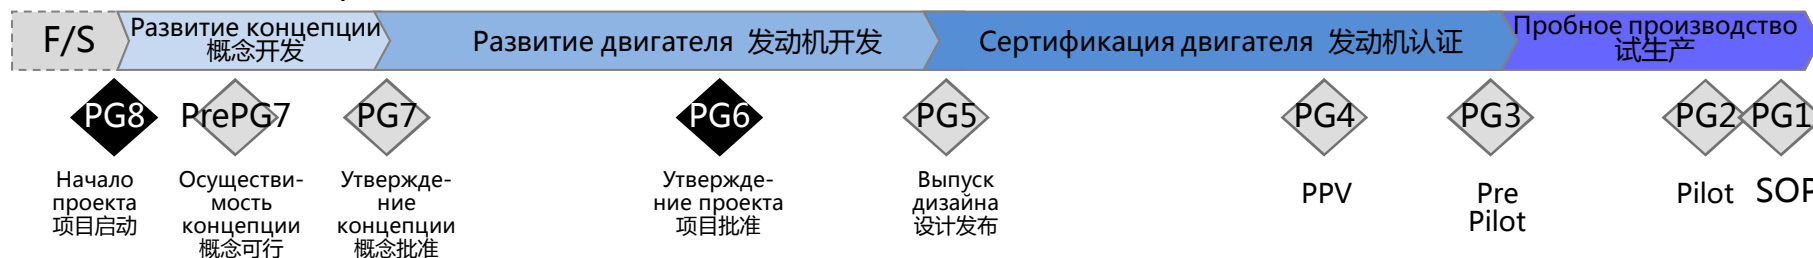 F/S
Развитие концепции
概念开发
Развитие двигателя 发动机开发
Сертификация двигателя 发动机认证
Пробное производство
试生产
PG8
PrePG7
PG7
PG6
PG5
PG4
PG3
PG2
PG1
Начало
проекта
项目启动
Осуществи-
мость
концепции
概念可行
Утвержде-
ние
концепции
概念批准
Утвержде-
ние проекта
项目批准
Выпуск
дизайна
设计发布
PPV
Pre
Pilot
Pilot
SOP